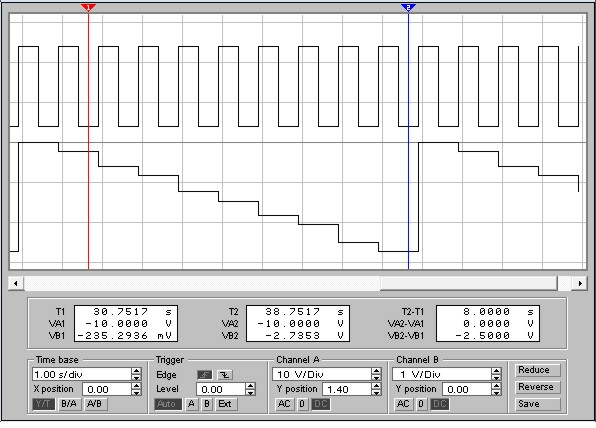 1 2
T1 30.7517 s T2 38.7517 s T2-T1 8.0000 s
VA1 -10.0000 V VA2 -10.0000 V VA2-VA1 0.0000 V
VB1 -235.2936 mV VB2 -2.7353 V VB2-VB1 -2.5000 V
Time base Trigger Channel A Channel B Reduce
1.00 s/div Edge 10 V/Div 1 V/Div Reverse
X position 0.00 Level 0.00 Y position 1.40 Y position 0.00
Y/T B/A A/B Auto A B Ext AC 0 DC AC 0 DC Save